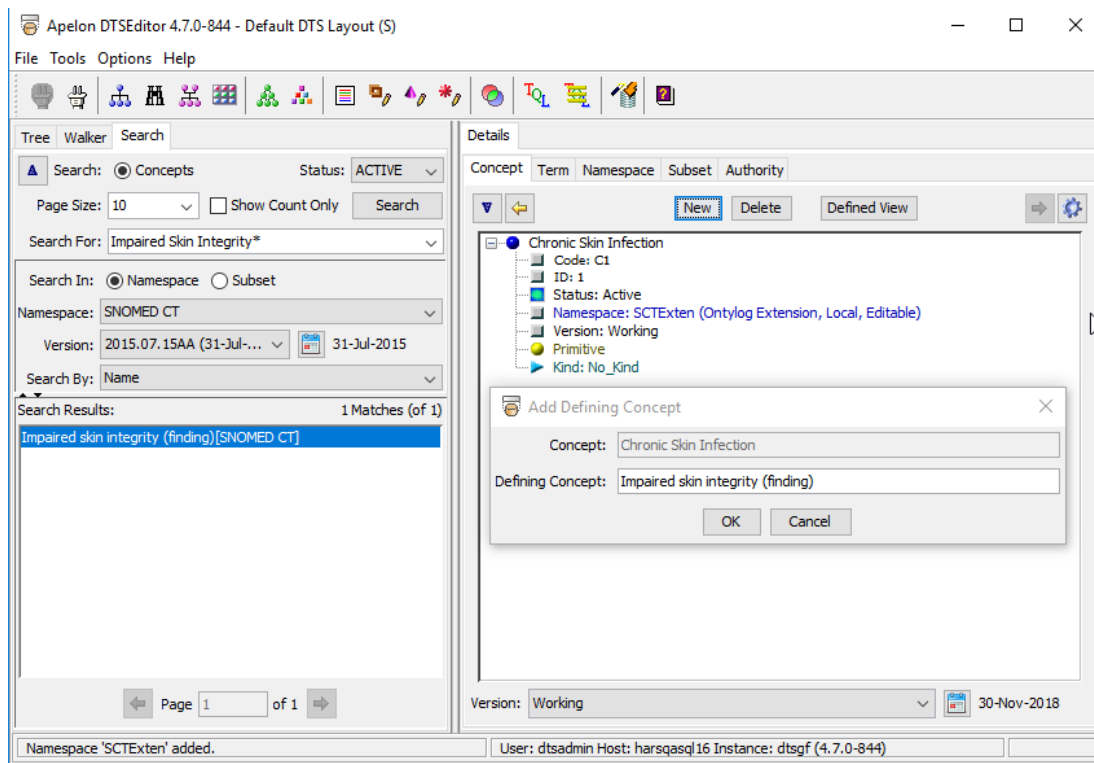 Apelon DTSEditor 4.7.0-844 - Default DTS Layout (S)
File Tools Options Help
TQL
?
Tree Walker Search
Search: Concepts Status: ACTIVE
Page Size: 10 Show Count Only Search
Search For: Impaired Skin Integrity*
Search In: Namespace Subset
Namespace: SNOMED CT
Version: 2015.07.15AA (31-Jul-... 31-Jul-2015
Search By: Name
Search Results: 1 Matches (of 1)
Impaired skin integrity (finding)[SNOMED CT]
Page 1 of 1
Details
Concept Term Namespace Subset Authority
New Delete Defined View
Chronic Skin Infection
Code: C1
ID: 1
Status: Active
Namespace: SCTExten (Ontylog Extension, Local, Editable)
Version: Working
Primitive
Kind: No_Kind
Add Defining Concept
Concept: Chronic Skin Infection
Defining Concept: Impaired skin integrity (finding)
OK Cancel
Version: Working 30-Nov-2018
Namespace 'SCTExten' added.
User: dtsadmin Host: harsqasql16 Instance: dtsgf (4.7.0-844)